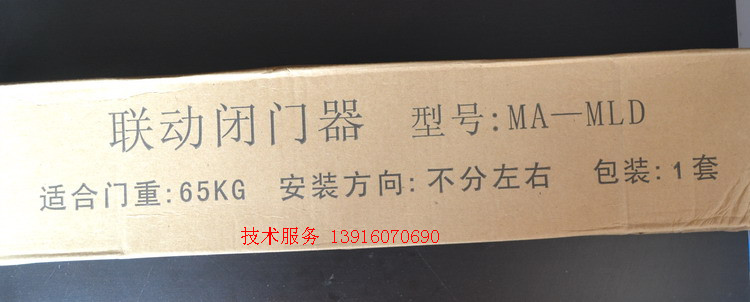 联动闭门器 型号:MA—MLD
适合门重:65KG 安装方向:不分左右 包装:1套
技术服务 13916070690